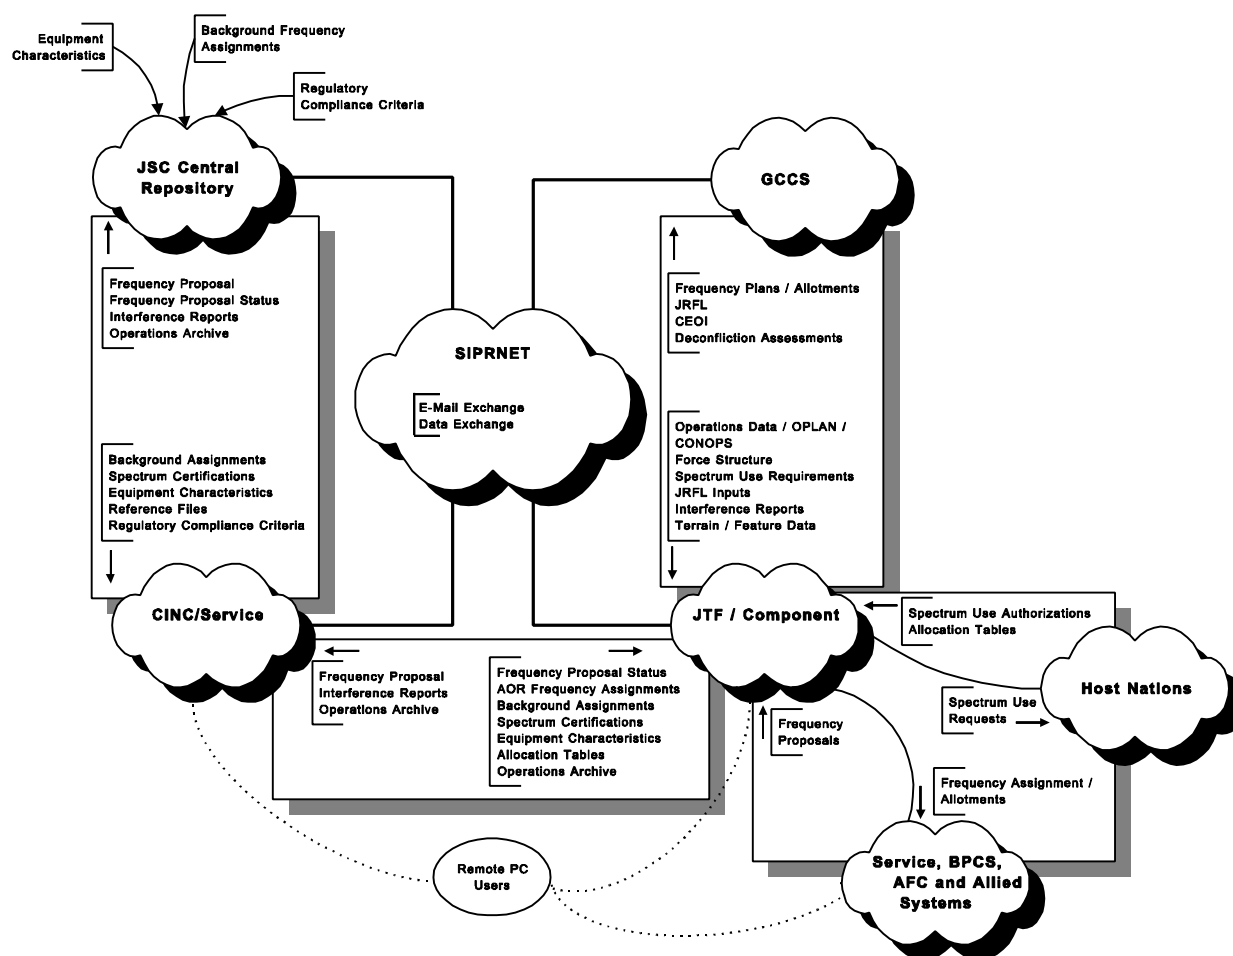 Equipment
Characteristics
Background Frequency
Assignments
Regulatory
Compliance Criteria
JSC Central
Repository
GCCS
Frequency Proposal
Frequency Proposal Status
Interference Reports
Operations Archive
Frequency Plans / Allotments
JRFL
CEOI
Deconfliction Assessments
SIPRNET
E-Mail Exchange
Data Exchange
Background Assignments
Spectrum Certifications
Equipment Characteristics
Reference Files
Regulatory Compliance Criteria
Operations Data / OPLAN /
CONOPS
Force Structure
Spectrum Use Requirements
JRFL Inputs
Interference Reports
Terrain / Feature Data
CINC/Service
JTF / Component
Spectrum Use Authorizations
Allocation Tables
Frequency Proposal
Interference Reports
Operations Archive
Frequency Proposal Status
AOR Frequency Assignments
Background Assignments
Spectrum Certifications
Equipment Characteristics
Allocation Tables
Operations Archive
Host Nations
Spectrum Use
Requests
Frequency
Proposals
Frequency Assignment /
Allotments
Remote PC
Users
Service, BPCS,
AFC and Allied
Systems